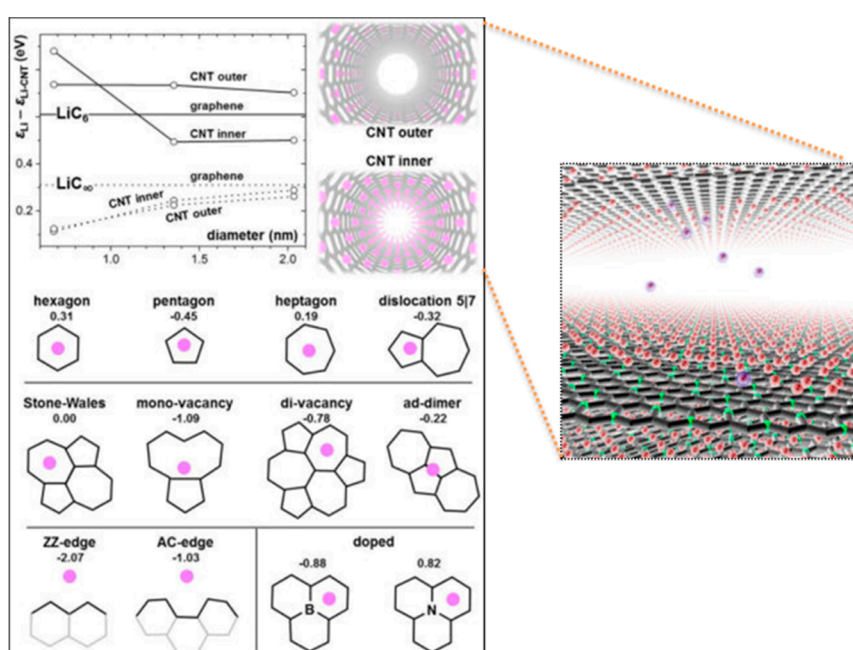 εLi − εLi-CNT (eV)
CNT outer
LiC6
graphene
CNT inner
0.4
graphene
LiC∞
CNT inner
0.2
CNT outer
diameter (nm)
1.0
1.5
2.0
CNT outer
CNT inner
hexagon
0.31
pentagon
-0.45
heptagon
0.19
dislocation 5|7
-0.32
Stone-Wales
0.00
mono-vacancy
-1.09
di-vacancy
-0.78
ad-dimer
-0.22
ZZ-edge
-2.07
AC-edge
-1.03
doped
-0.88
0.82
B
N